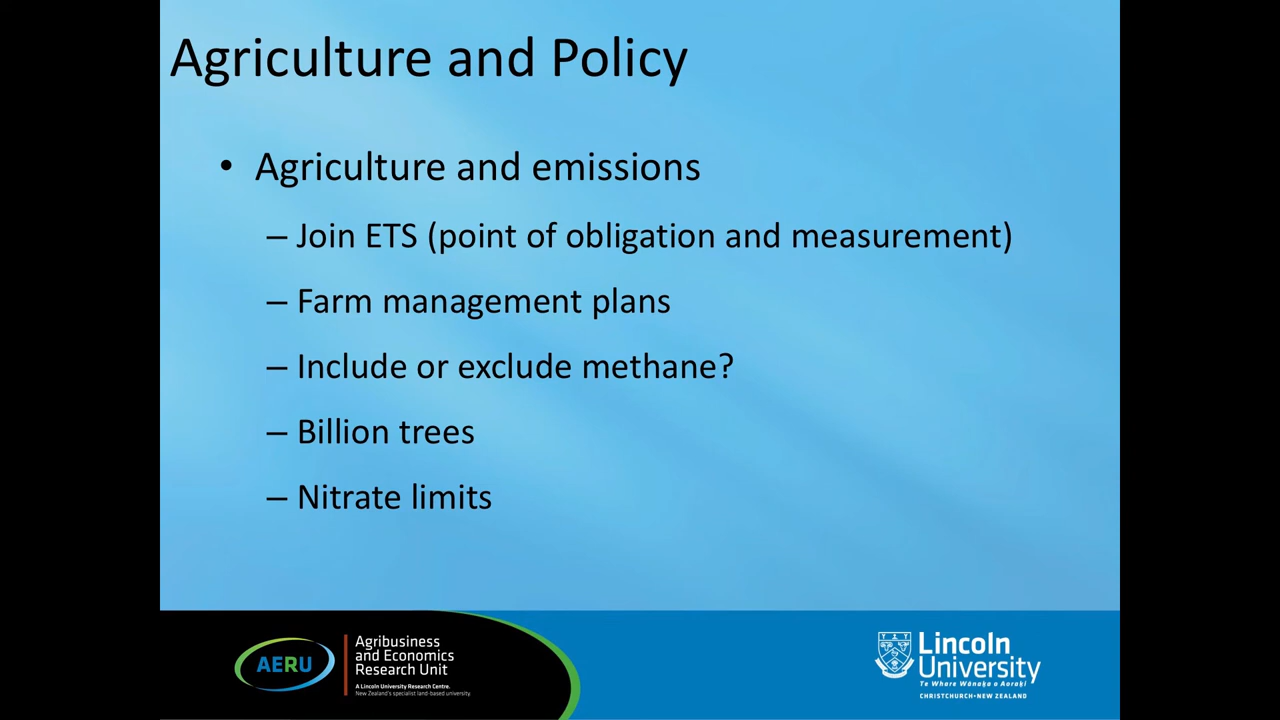 Agriculture and Policy
• Agriculture and emissions
– Join ETS (point of obligation and measurement)
– Farm management plans
– Include or exclude methane?
– Billion trees
– Nitrate limits
AERU
Agribusiness
and Economics
Research Unit
A Lincoln University Research Centre.
New Zealand's specialist land-based university.
Lincoln
University
Te Whare Wānaka o Aoraki
CHRISTCHURCH•NEW ZEALAND